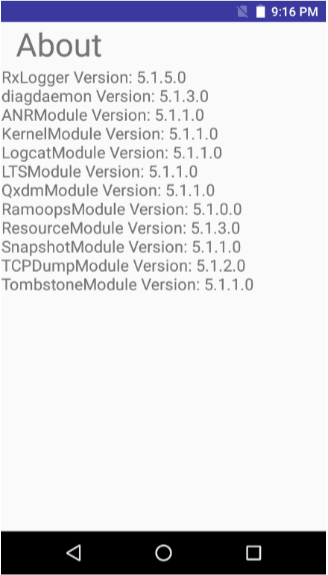 9:16 PM
About
RxLogger Version: 5.1.5.0
diagdaemon Version: 5.1.3.0
ANRModule Version: 5.1.1.0
KernelModule Version: 5.1.1.0
LogcatModule Version: 5.1.1.0
LTSModule Version: 5.1.1.0
QxdmModule Version: 5.1.1.0
RamoopsModule Version: 5.1.0.0
ResourceModule Version: 5.1.3.0
SnapshotModule Version: 5.1.1.0
TCPDumpModule Version: 5.1.2.0
TombstoneModule Version: 5.1.1.0